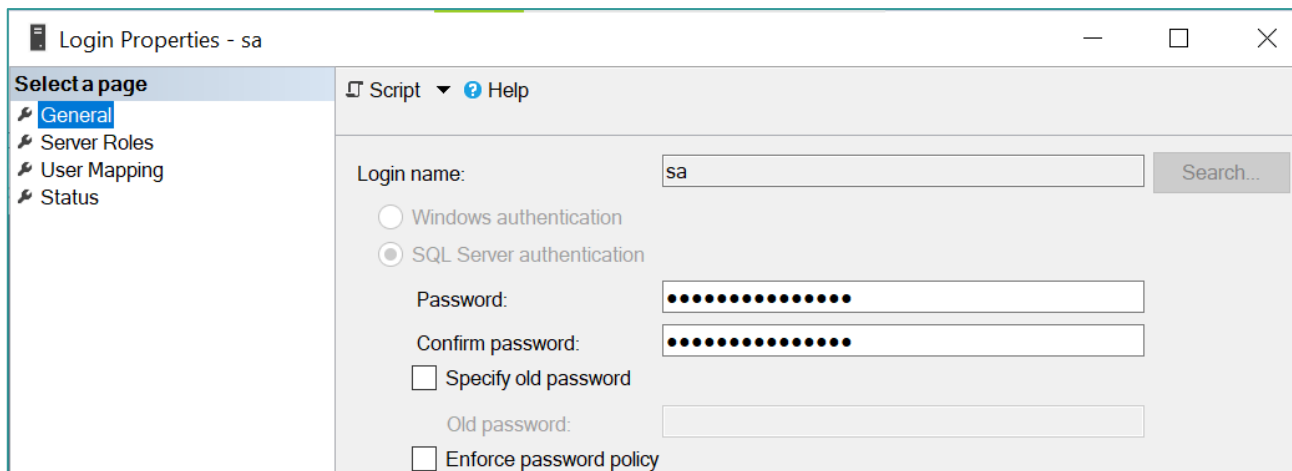 Login Properties - sa
Select a page
General
Server Roles
User Mapping
Status
Script Help
Login name: sa Search...
Windows authentication
SQL Server authentication
Password: ●●●●●●●●●●●●●●●
Confirm password: ●●●●●●●●●●●●●●●
Specify old password
Old password:
Enforce password policy